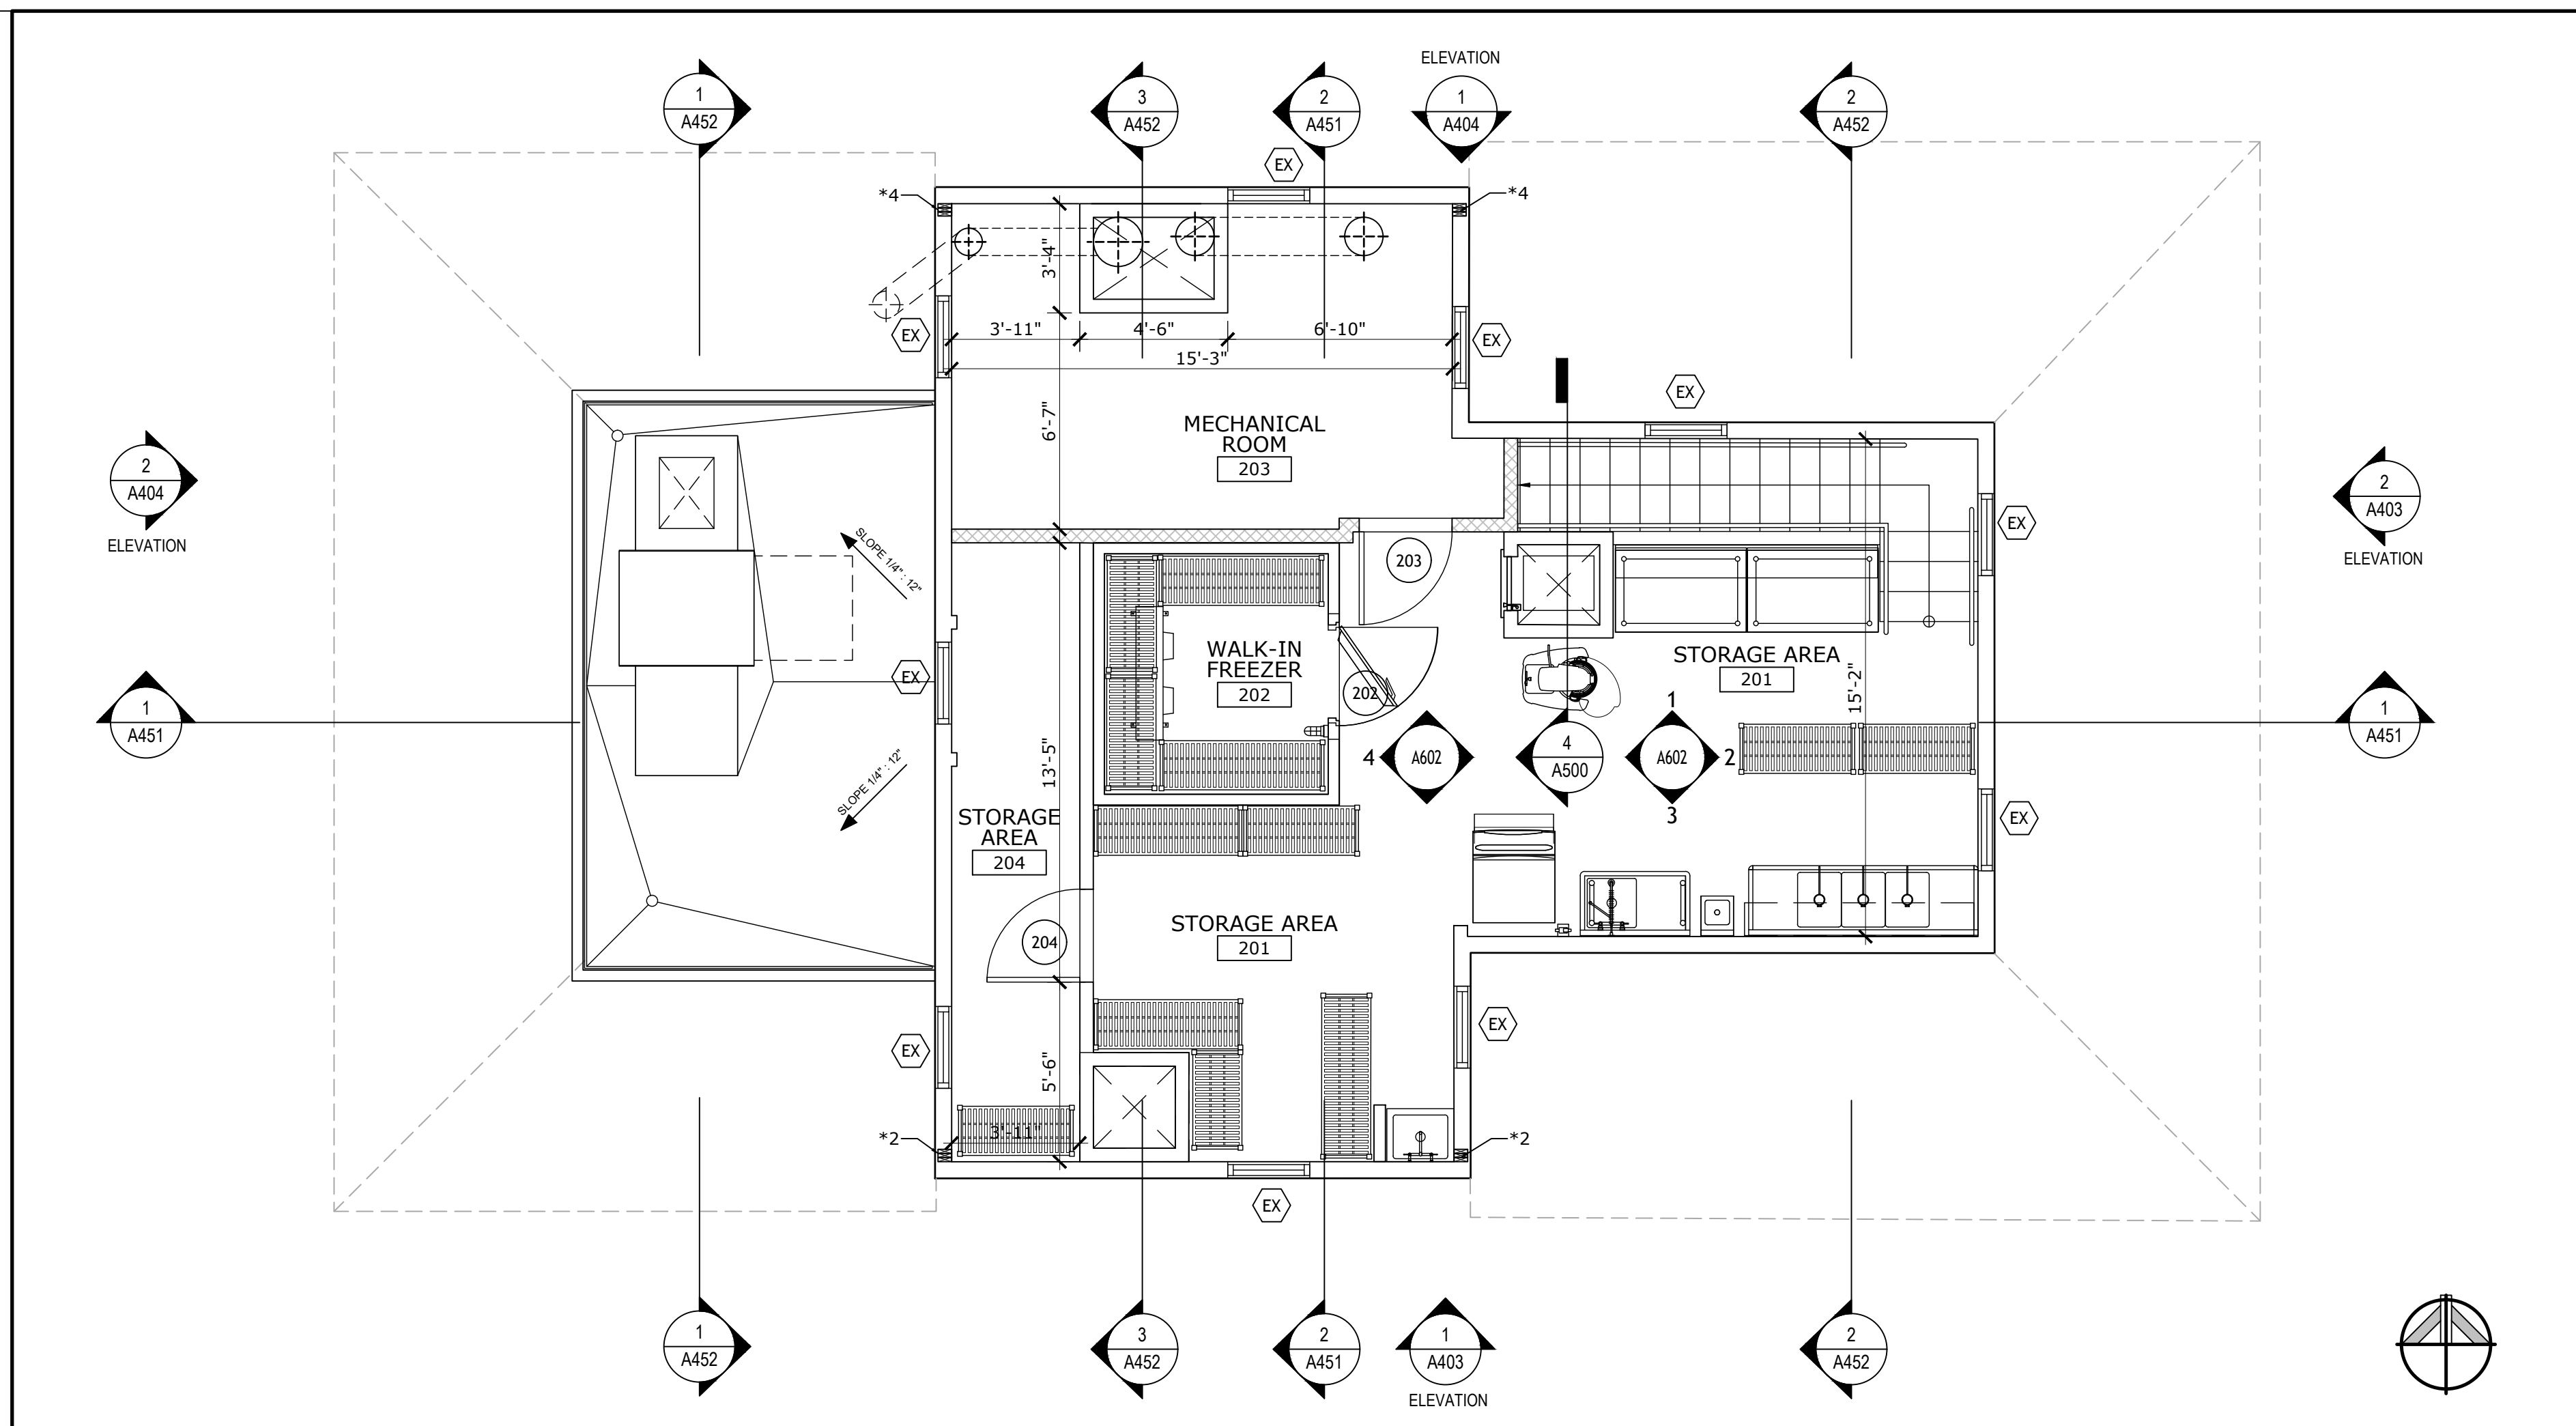 ELEVATION
1
A452
3
A452
2
A451
1
A404
2
A452
EX
*4
*4
3'-4"
EX
3'-11"
4'-6"
6'-10"
EX
15'-3"
EX
6'-7"
MECHANICAL
ROOM
203
2
A404
ELEVATION
2
A403
ELEVATION
EX
SLOPE 1/4" : 12"
203
WALK-IN
FREEZER
202
202
STORAGE AREA
201
EX
15'-2"
1
A451
1
A451
13'-5"
4
A602
4
A500
1
A602
2
3
SLOPE 1/4" : 12"
STORAGE
AREA
204
EX
204
STORAGE AREA
201
EX
EX
5'-6"
3'-11"
*2
*2
EX
1
A452
3
A452
2
A451
1
A403
ELEVATION
2
A452